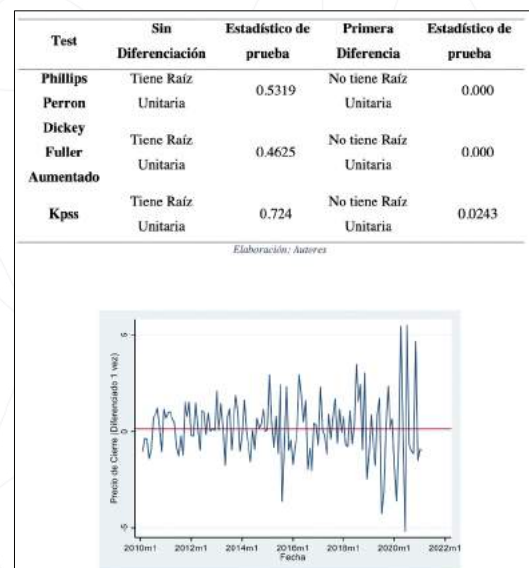 Test
Sin Diferenciación
Estadístico de prueba
Primera Diferencia
Estadístico de prueba
Phillips Perron
Tiene Raíz Unitaria
0.5319
No tiene Raíz Unitaria
0.000
Dickey Fuller Aumentado
Tiene Raíz Unitaria
0.4625
No tiene Raíz Unitaria
0.000
Kpss
Tiene Raíz Unitaria
0.724
No tiene Raíz Unitaria
0.0243
Elaboración: Autores
Precio de Cierre (Diferenciado 1 vez)
5
0
-5
2010m1 2012m1 2014m1 2016m1 2018m1 2020m1 2022m1
Fecha